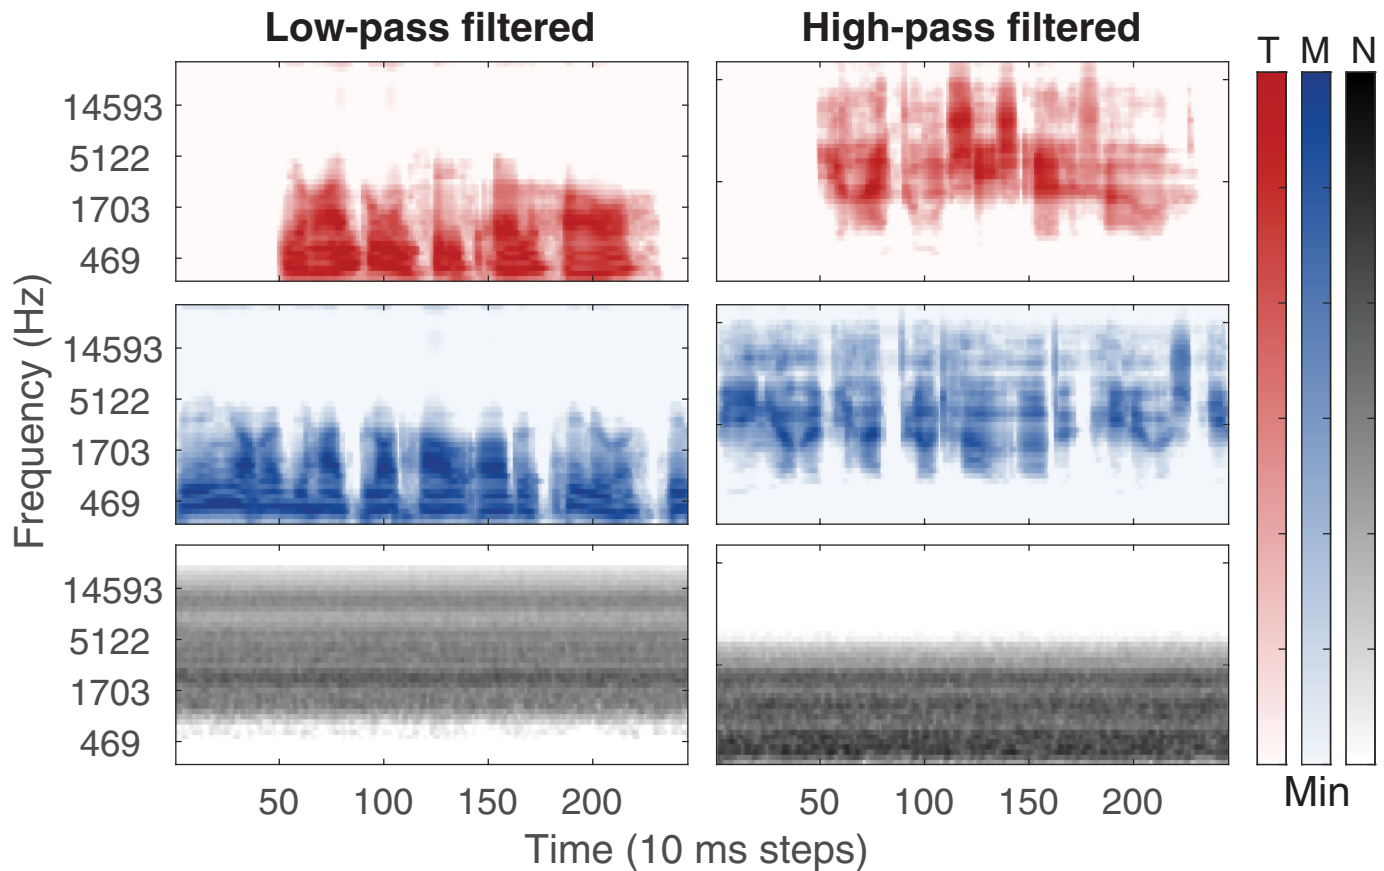 Low-pass filtered
High-pass filtered
T M N
14593
5122
1703
469
14593
5122
1703
469
14593
5122
1703
469
Frequency (Hz)
50 100 150 200
50 100 150 200
Min
Time (10 ms steps)